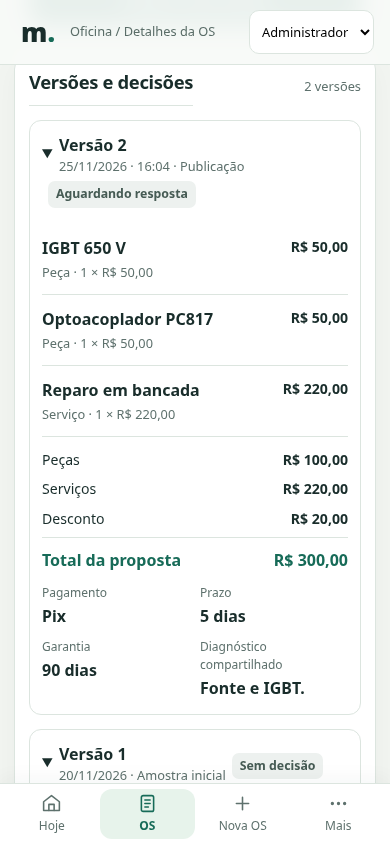 m. Oficina / Detalhes da OS Administrador
Versões e decisões 2 versões
Versão 2
25/11/2026 · 16:04 · Publicação
Aguardando resposta
IGBT 650 V R$ 50,00
Peça · 1 × R$ 50,00
Optoacoplador PC817 R$ 50,00
Peça · 1 × R$ 50,00
Reparo em bancada R$ 220,00
Serviço · 1 × R$ 220,00
Peças R$ 100,00
Serviços R$ 220,00
Desconto R$ 20,00
Total da proposta R$ 300,00
Pagamento Prazo
Pix 5 dias
Garantia Diagnóstico
compartilhado
90 dias
Fonte e IGBT.
Versão 1 Sem decisão
20/11/2026 · Amostra inicial
Hoje OS Nova OS Mais